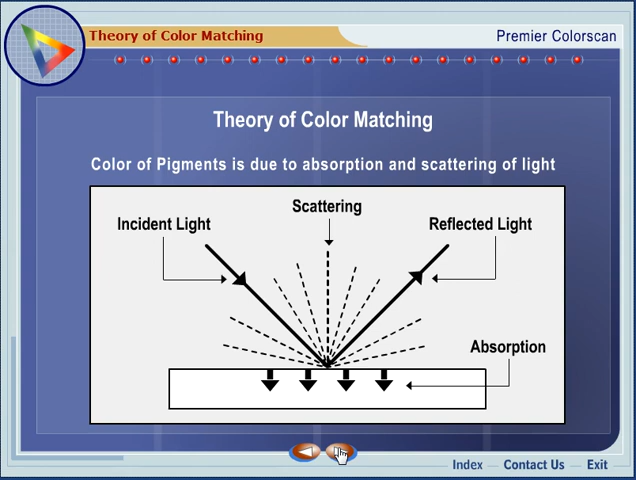 Theory of Color Matching
Premier Colorscan
Theory of Color Matching
Color of Pigments is due to absorption and scattering of light
Scattering
Incident Light
Reflected Light
Absorption
Index
Contact Us
Exit